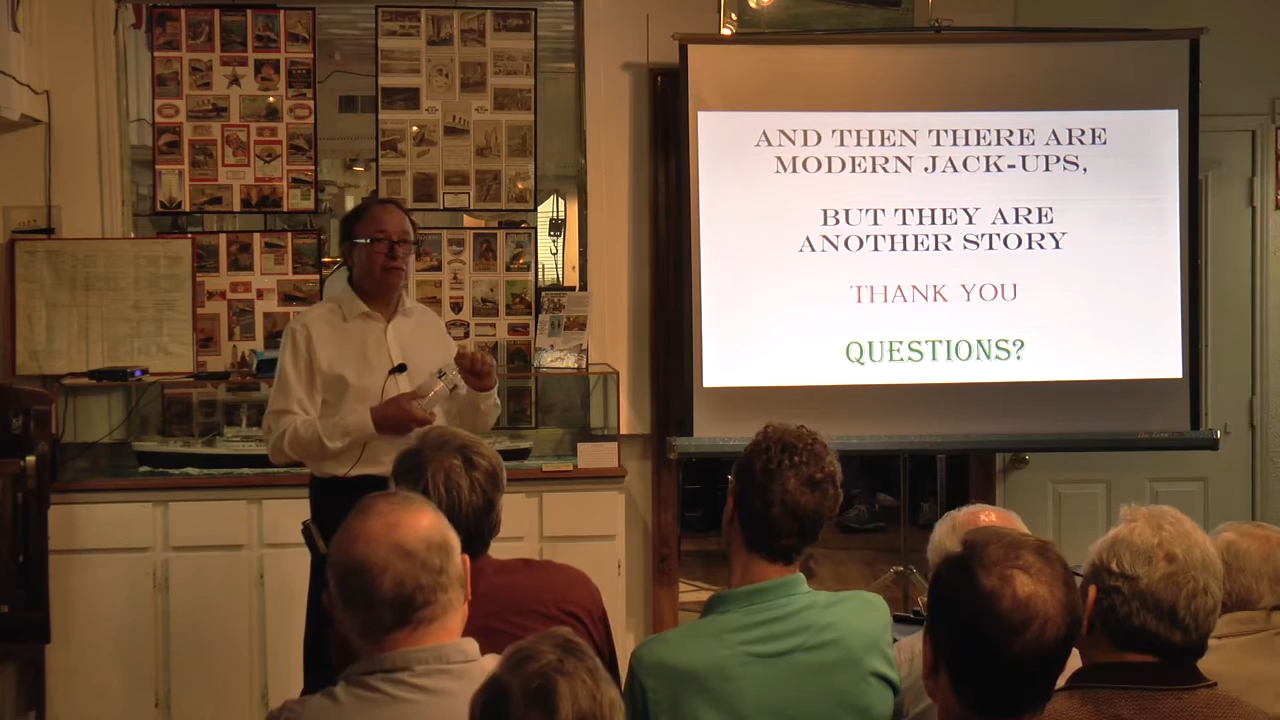 AND THEN THERE ARE
MODERN JACK-UPS,
BUT THEY ARE
ANOTHER STORY
THANK YOU
QUESTIONS?